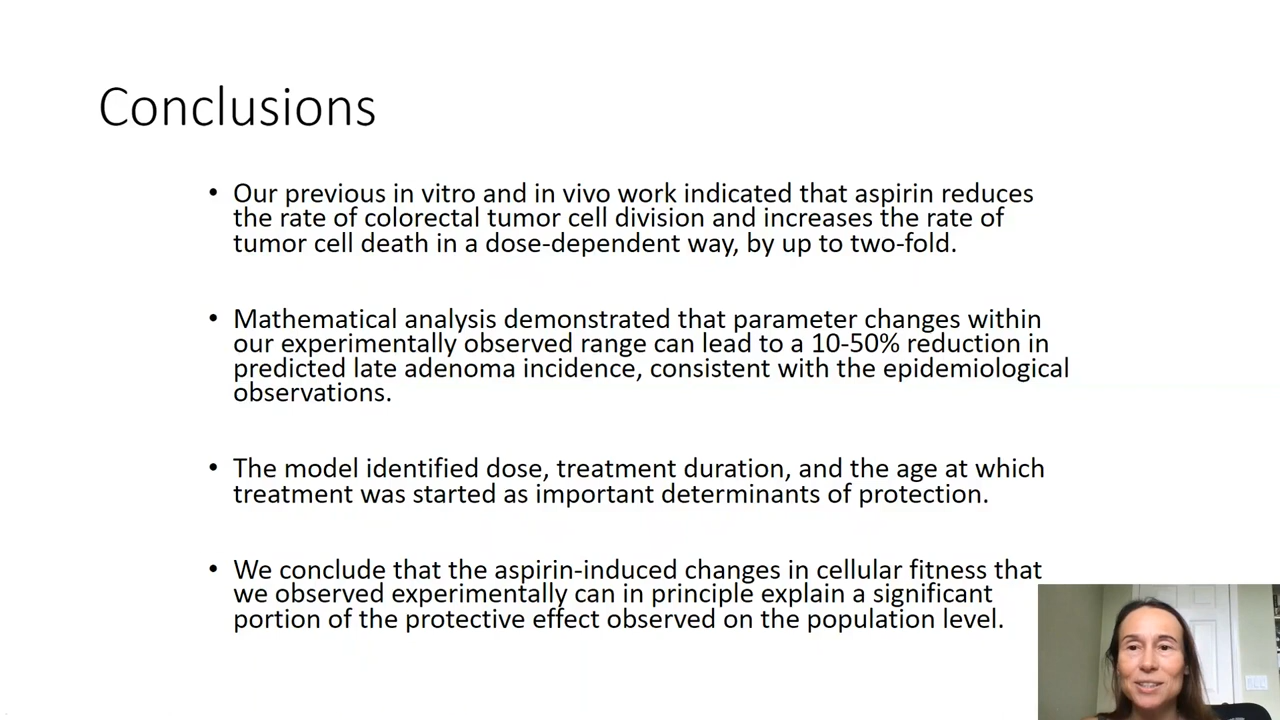 Conclusions
• Our previous in vitro and in vivo work indicated that aspirin reduces
the rate of colorectal tumor cell division and increases the rate of
tumor cell death in a dose-dependent way, by up to two-fold.
• Mathematical analysis demonstrated that parameter changes within
our experimentally observed range can lead to a 10-50% reduction in
predicted late adenoma incidence, consistent with the epidemiological
observations.
• The model identified dose, treatment duration, and the age at which
treatment was started as important determinants of protection.
• We conclude that the aspirin-induced changes in cellular fitness that
we observed experimentally can in principle explain a significant
portion of the protective effect observed on the population level.